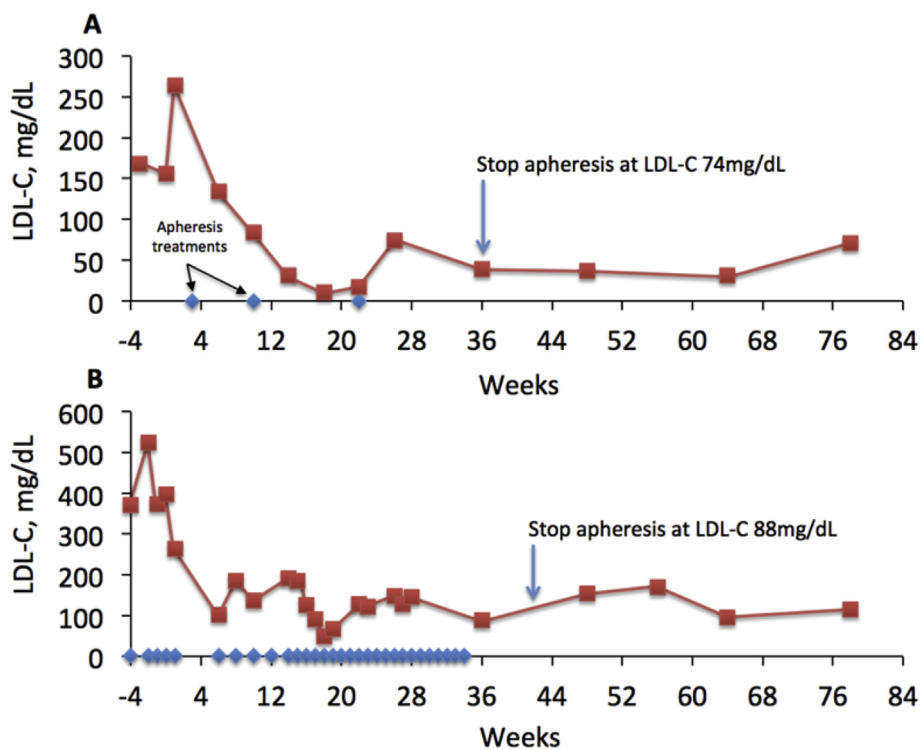 A
LDL-C, mg/dL
300
250
200
150
100
50
0
Stop apheresis at LDL-C 74mg/dL
Apheresis
treatments
-4 4 12 20 28 36 44 52 60 68 76 84
Weeks
B
LDL-C, mg/dL
600
500
400
300
200
100
0
Stop apheresis at LDL-C 88mg/dL
-4 4 12 20 28 36 44 52 60 68 76 84
Weeks